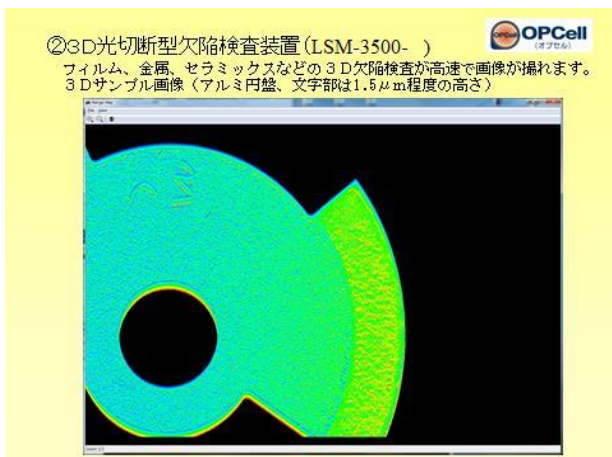 ②3D光切断型欠陥検査装置(LSM-3500-  )
OPCell
(オプセル)
フィルム、金属、セラミックスなどの3D欠陥検査が高速で画像が撮れます。
3Dサンプル画像(アルミ円盤、文字部は1.5μm程度の高さ)